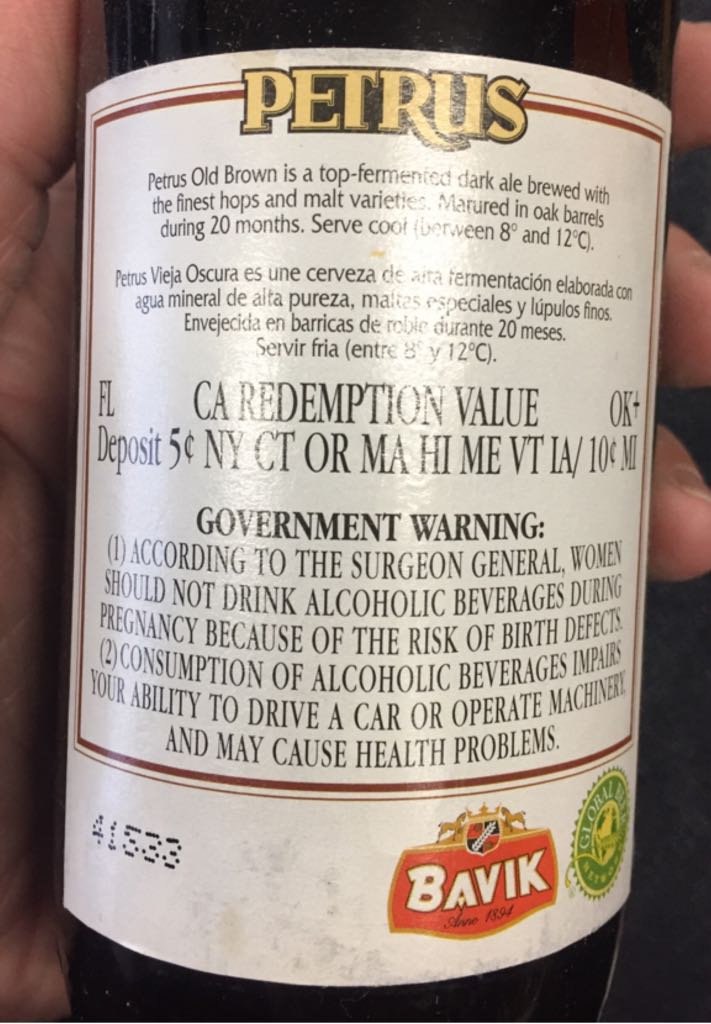 PETRUS
Petrus Old Brown is a top-fermented dark ale brewed with
the finest hops and malt varieties. Matured in oak barrels
during 20 months. Serve cool (between 8° and 12°C).
Petrus Vieja Oscura es une cerveza de alta fermentación elaborada con
agua mineral de alta pureza, maltas especiales y lúpulos finos.
Envejecida en barricas de roble durante 20 meses.
Servir fria (entre 8° y 12°C).
FL CA REDEMPTION VALUE OK+
Deposit 5¢ NY CT OR MA HI ME VT IA/ 10¢ MI
GOVERNMENT WARNING:
(1) ACCORDING TO THE SURGEON GENERAL, WOMEN
SHOULD NOT DRINK ALCOHOLIC BEVERAGES DURING
PREGNANCY BECAUSE OF THE RISK OF BIRTH DEFECTS.
(2) CONSUMPTION OF ALCOHOLIC BEVERAGES IMPAIRS
YOUR ABILITY TO DRIVE A CAR OR OPERATE MACHINERY,
AND MAY CAUSE HEALTH PROBLEMS.
41533
BAVIK
Anno 1894
GLOBAL